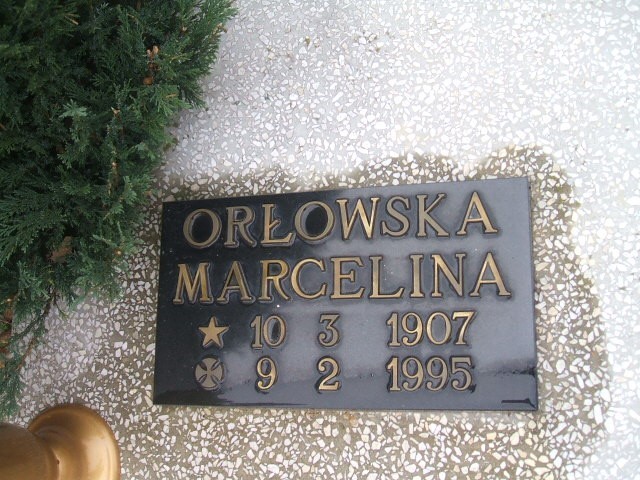 ORŁOWSKA
MARCELINA
★ 10 3 1907
✠ 9 2 1995